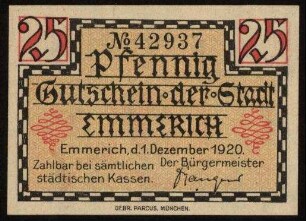 25 25
№ 42937
Pfennig
Gutschein · der · Stadt
EMMERICH
Emmerich, d. 1. Dezember 1920.
Zahlbar bei sämtlichen Der Bürgermeister
städtischen Kassen.
GEBR. PARCUS, MÜNCHEN.